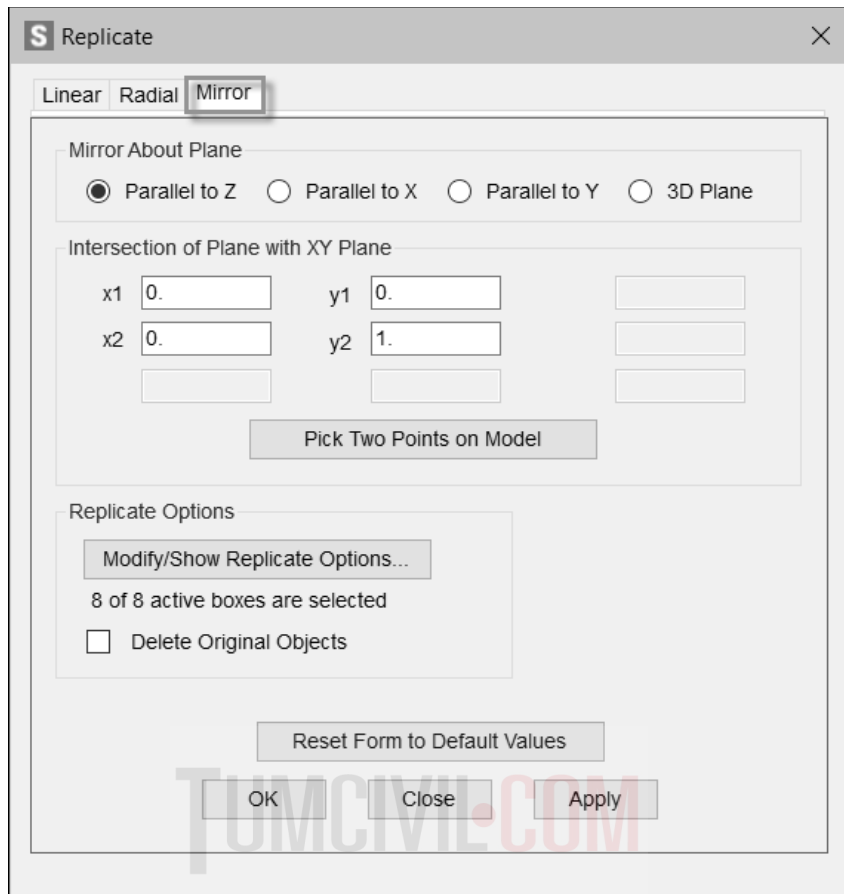 S Replicate
Linear Radial Mirror
Mirror About Plane
Parallel to Z Parallel to X Parallel to Y 3D Plane
Intersection of Plane with XY Plane
x1 0. y1 0.
x2 0. y2 1.
Pick Two Points on Model
Replicate Options
Modify/Show Replicate Options...
8 of 8 active boxes are selected
Delete Original Objects
Reset Form to Default Values
OK Close Apply
TUMCIVIL.COM